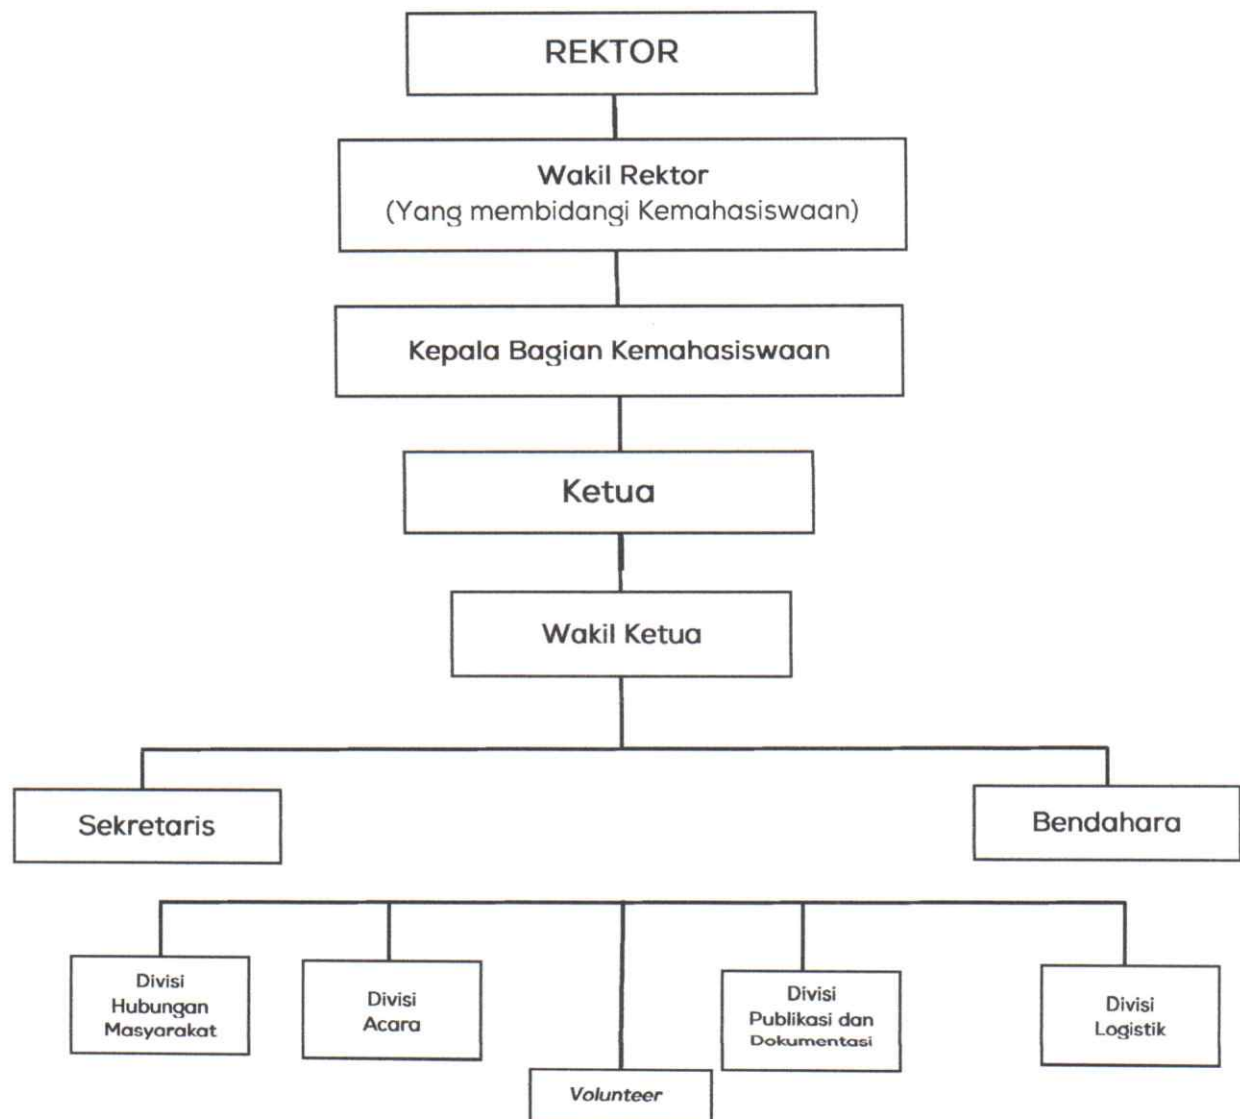 REKTOR
Wakil Rektor
(Yang membidangi Kemahasiswaan)
Kepala Bagian Kemahasiswaan
Ketua
Wakil Ketua
Sekretaris
Bendahara
Divisi
Hubungan
Masyarakat
Divisi
Acara
Divisi
Publikasi dan
Dokumentasi
Divisi
Logistik
Volunteer